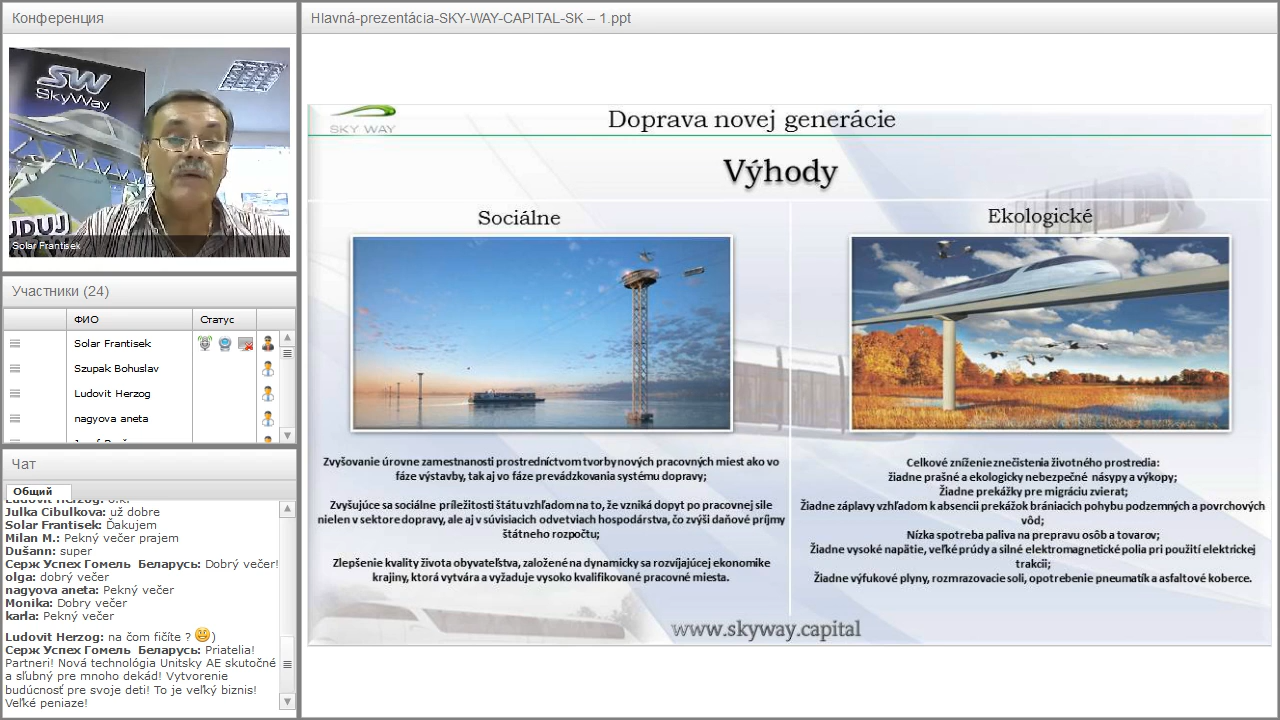 Конференция
SW
SkyWay
UDUJ
Solar Frantisek
Участники (24)
ФИО
Статус
Solar Frantisek
Szupak Bohuslav
Ludovit Herzog
nagyova aneta
Чат
Общий
Ludovit Herzog: o.k.
Julka Cibulkova: už dobre
Solar Frantisek: Ďakujem
Milan M.: Pekný večer prajem
Dušann: super
Серж Успех Гомель Беларусь: Dobrý večer!
olga: dobrý večer
nagyova aneta: Pekný večer
Monika: Dobry večer
karla: Pekný večer
Ludovit Herzog: na čom fičíte ? )
Серж Успех Гомель Беларусь: Priatelia!
Partneri! Nová technológia Unitsky AE skutočné
a sľubný pre mnoho dekád! Vytvorenie
budúcnosť pre svoje deti! To je veľký biznis!
Veľké peniaze!
Hlavná-prezentácia-SKY-WAY-CAPITAL-SK – 1.ppt
SKY WAY
Doprava novej generácie
Výhody
Sociálne
Zvyšovanie úrovne zamestnanosti prostredníctvom tvorby nových pracovných miest ako vo
fáze výstavby, tak aj vo fáze prevádzkovania systému dopravy;
Zvyšujúce sa sociálne príležitosti štátu vzhľadom na to, že vzniká dopyt po pracovnej sile
nielen v sektore dopravy, ale aj v súvisiacich odvetviach hospodárstva, čo zvýši daňové príjmy
štátneho rozpočtu;
Zlepšenie kvality života obyvateľstva, založené na dynamicky sa rozvíjajúcej ekonomike
krajiny, ktorá vytvára a vyžaduje vysoko kvalifikované pracovné miesta.
Ekologické
Celkové zníženie znečistenia životného prostredia:
žiadne prašné a ekologicky nebezpečné násypy a výkopy;
Žiadne prekážky pre migráciu zvierat;
Žiadne záplavy vzhľadom k absencii prekážok brániacich pohybu podzemných a povrchových
vôd;
Nízka spotreba paliva na prepravu osôb a tovarov;
Žiadne vysoké napätie, veľké prúdy a silné elektromagnetické polia pri použití elektrickej
trakcii;
Žiadne výfukové plyny, rozmrazovacie soli, opotrebenie pneumatík a asfaltové koberce.
www.skyway.capital